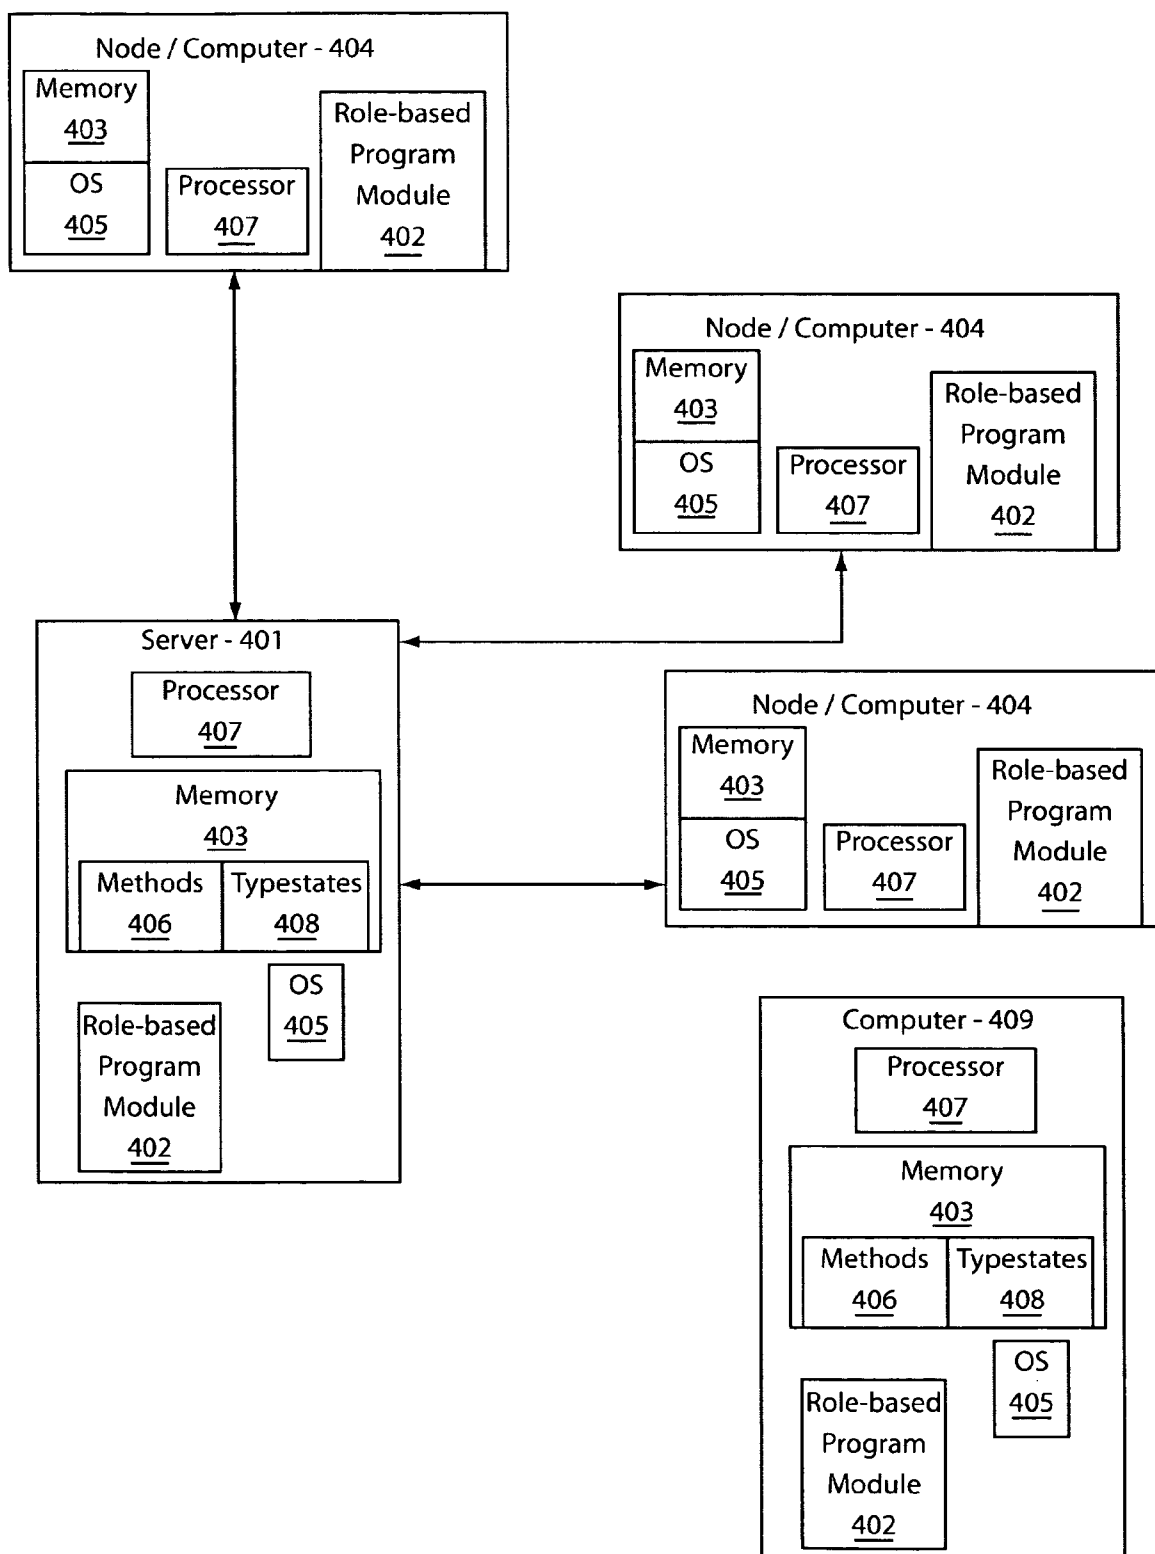 Node / Computer - 404
Memory
403
OS
405
Processor
407
Role-based
Program
Module
402
Node / Computer - 404
Memory
403
OS
405
Processor
407
Role-based
Program
Module
402
Server - 401
Processor
407
Memory
403
Methods
406
Typestates
408
OS
405
Role-based
Program
Module
402
Node / Computer - 404
Memory
403
OS
405
Processor
407
Role-based
Program
Module
402
Computer - 409
Processor
407
Memory
403
Methods
406
Typestates
408
OS
405
Role-based
Program
Module
402